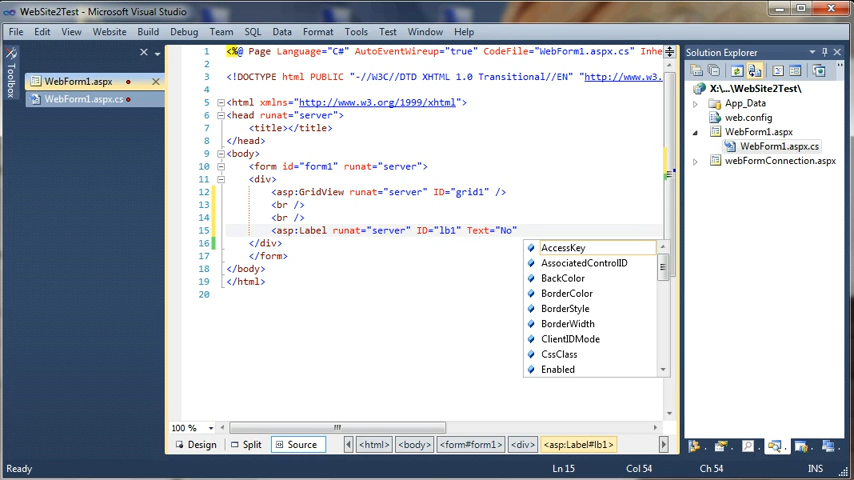 WebSite2Test - Microsoft Visual Studio
File Edit View Website Build Debug Team SQL Data Format Tools Test Window Help
Toolbox
WebForm1.aspx
WebForm1.aspx.cs
1 <%@ Page Language="C#" AutoEventWireup="true" CodeFile="WebForm1.aspx.cs" Inhe
2
3 <!DOCTYPE html PUBLIC "-//W3C//DTD XHTML 1.0 Transitional//EN" "http://www.w3.
4
5 <html xmlns="http://www.w3.org/1999/xhtml">
6 <head runat="server">
7 <title></title>
8 </head>
9 <body>
10 <form id="form1" runat="server">
11 <div>
12 <asp:GridView runat="server" ID="grid1" />
13 <br />
14 <br />
15 <asp:Label runat="server" ID="lb1" Text="No"
16 </div>
17 </form>
18 </body>
19 </html>
20
AccessKey
AssociatedControlID
BackColor
BorderColor
BorderStyle
BorderWidth
ClientIDMode
CssClass
Enabled
100 %
Design Split Source <html> <body> <form#form1> <div> <asp:Label#lb1>
Solution Explorer
X:\...\WebSite2Test\
App_Data
web.config
WebForm1.aspx
WebForm1.aspx.cs
webFormConnection.aspx
Ready Ln 15 Col 54 Ch 54 INS